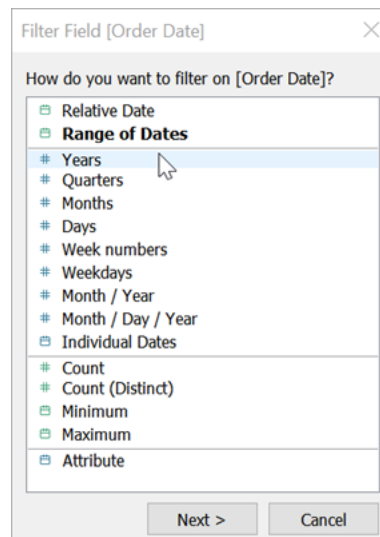 Filter Field [Order Date]
How do you want to filter on [Order Date]?
Relative Date
Range of Dates
# Years
# Quarters
# Months
# Days
# Week numbers
# Weekdays
# Month / Year
# Month / Day / Year
Individual Dates
# Count
# Count (Distinct)
Minimum
Maximum
Attribute
Next > Cancel